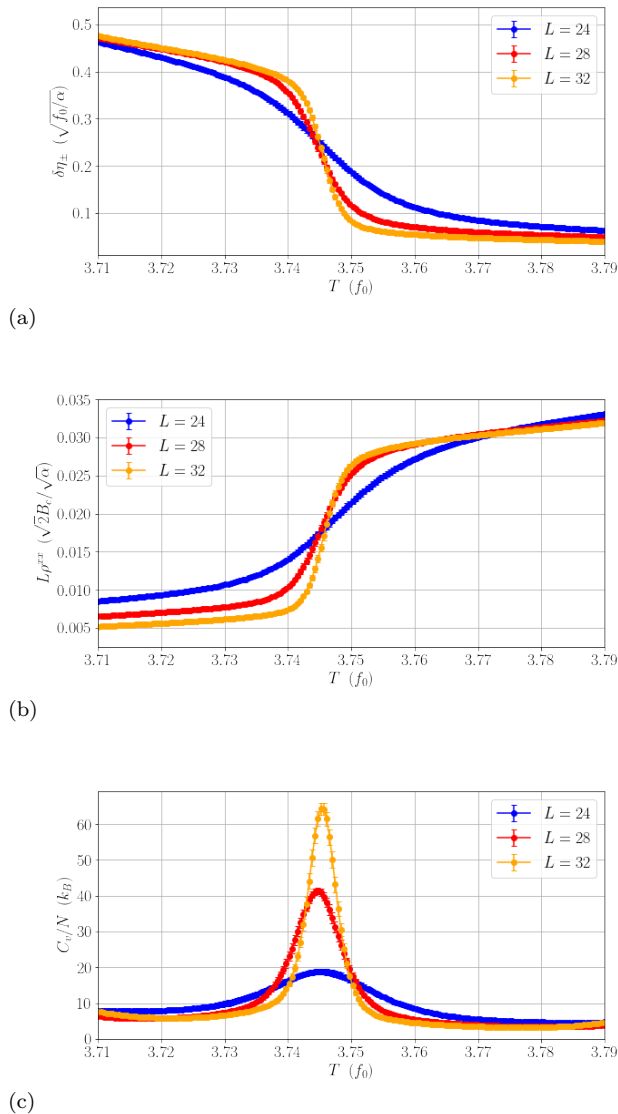 0.5
0.4
0.3
0.2
0.1
δη± (√f₀/α)
L = 24
L = 28
L = 32
3.71 3.72 3.73 3.74 3.75 3.76 3.77 3.78 3.79
T (f₀)
(a)
0.035
0.030
0.025
0.020
0.015
0.010
0.005
Lρˣˣ (√2B꜀/√α)
L = 24
L = 28
L = 32
3.71 3.72 3.73 3.74 3.75 3.76 3.77 3.78 3.79
T (f₀)
(b)
60
50
40
30
20
10
0
Cᵥ/N (k_B)
L = 24
L = 28
L = 32
3.71 3.72 3.73 3.74 3.75 3.76 3.77 3.78 3.79
T (f₀)
(c)